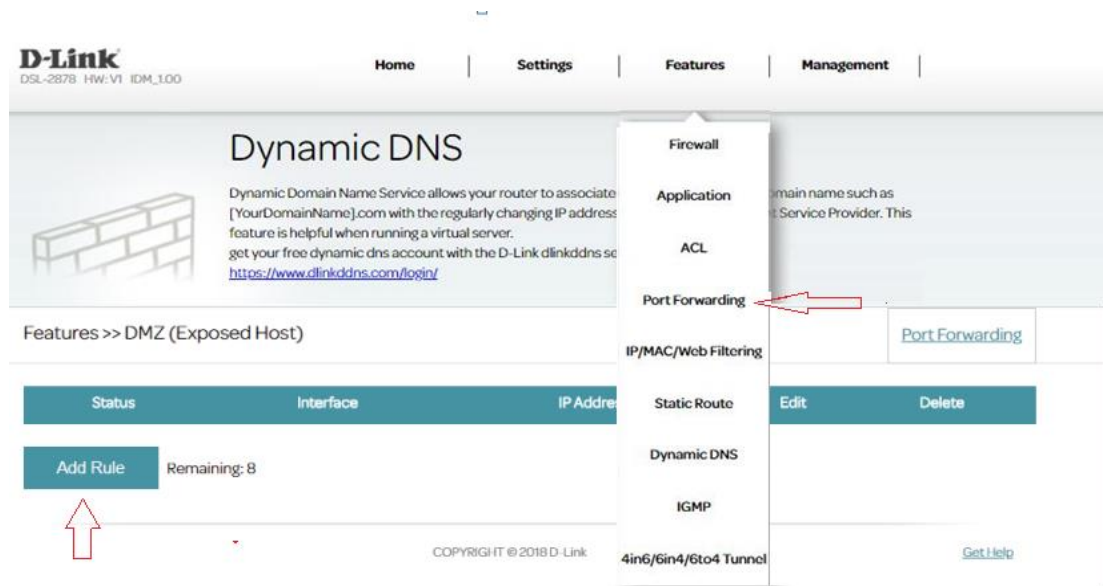 D-Link
DSL-2878 HW: V1 IDM_1.00
Home
Settings
Features
Management
Firewall
Application
ACL
Port Forwarding
IP/MAC/Web Filtering
Static Route
Dynamic DNS
IGMP
4in6/6in4/6to4 Tunnel
Dynamic DNS
Dynamic Domain Name Service allows your router to associate main name such as
[YourDomainName].com with the regularly changing IP address Service Provider. This
feature is helpful when running a virtual server.
get your free dynamic dns account with the D-Link dlinkddns
https://www.dlinkddns.com/login/
Features >> DMZ (Exposed Host)
Port Forwarding
Status
Interface
IP Addre
Edit
Delete
Add Rule
Remaining: 8
COPYRIGHT © 2018 D-Link
Get Help